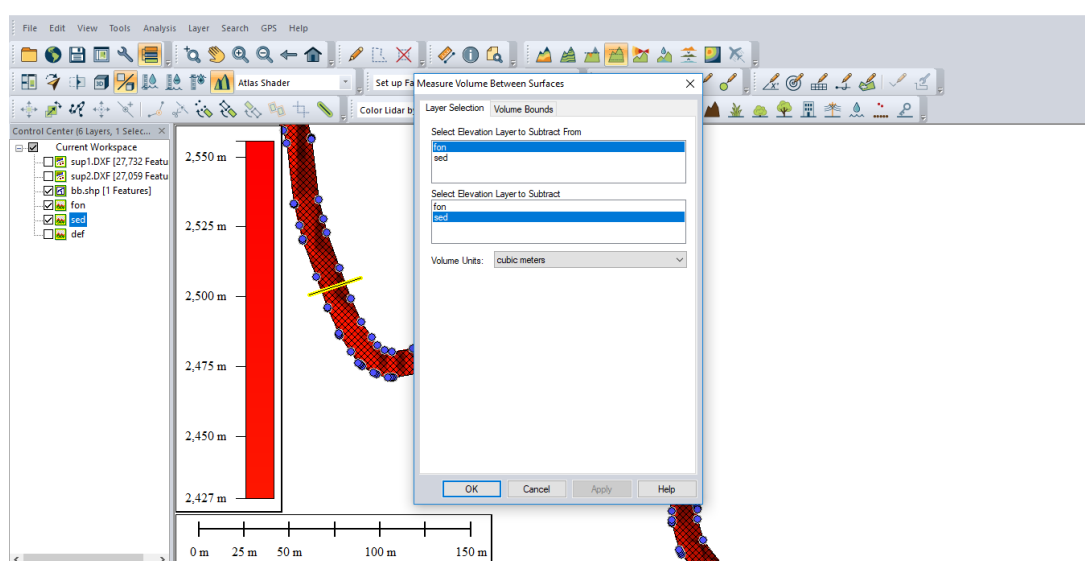 File Edit View Tools Analysis Layer Search GPS Help
Atlas Shader
Set up Fa
Color Lidar b
Control Center (6 Layers, 1 Selec...
Current Workspace
sup1.DXF [27,732 Featu
sup2.DXF [27,059 Featu
bb.shp [1 Features]
fon
sed
def
2,550 m
2,525 m
2,500 m
2,475 m
2,450 m
2,427 m
0 m 25 m 50 m 100 m 150 m
Measure Volume Between Surfaces
Layer Selection Volume Bounds
Select Elevation Layer to Subtract From
fon
sed
Select Elevation Layer to Subtract
fon
sed
Volume Units: cubic meters
OK Cancel Apply Help